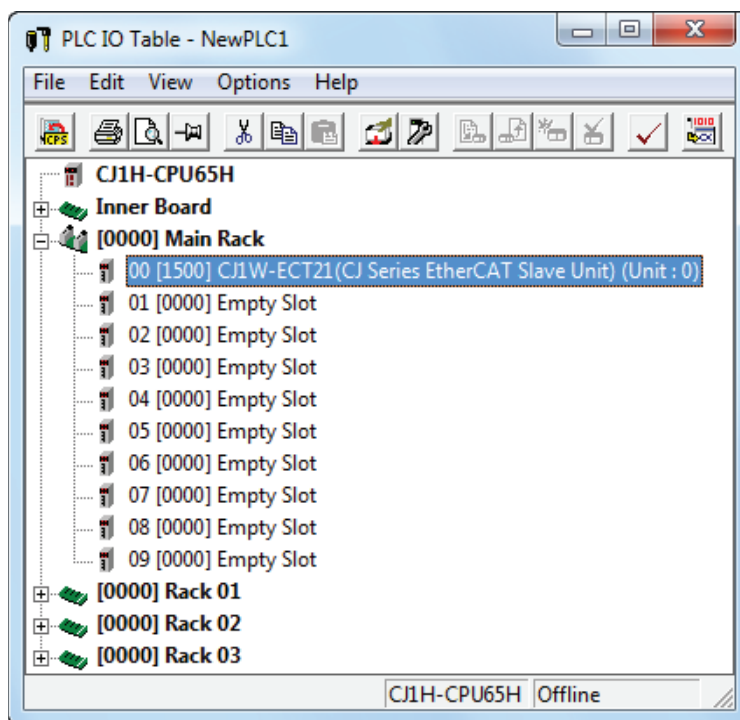 PLC IO Table - NewPLC1
File Edit View Options Help
CPS 1010
CJ1H-CPU65H
Inner Board
[0000] Main Rack
00 [1500] CJ1W-ECT21(CJ Series EtherCAT Slave Unit) (Unit : 0)
01 [0000] Empty Slot
02 [0000] Empty Slot
03 [0000] Empty Slot
04 [0000] Empty Slot
05 [0000] Empty Slot
06 [0000] Empty Slot
07 [0000] Empty Slot
08 [0000] Empty Slot
09 [0000] Empty Slot
[0000] Rack 01
[0000] Rack 02
[0000] Rack 03
CJ1H-CPU65H Offline